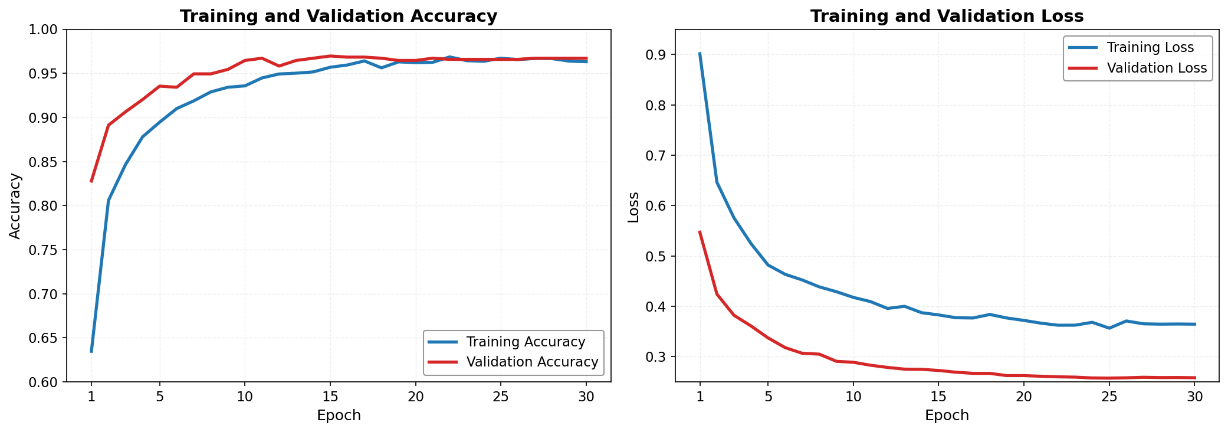 Training and Validation Accuracy
1.00
0.95
0.90
0.85
0.80
0.75
0.70
0.65
0.60
Accuracy
Training Accuracy
Validation Accuracy
1 5 10 15 20 25 30
Epoch
Training and Validation Loss
0.9
0.8
0.7
0.6
0.5
0.4
0.3
Loss
Training Loss
Validation Loss
1 5 10 15 20 25 30
Epoch